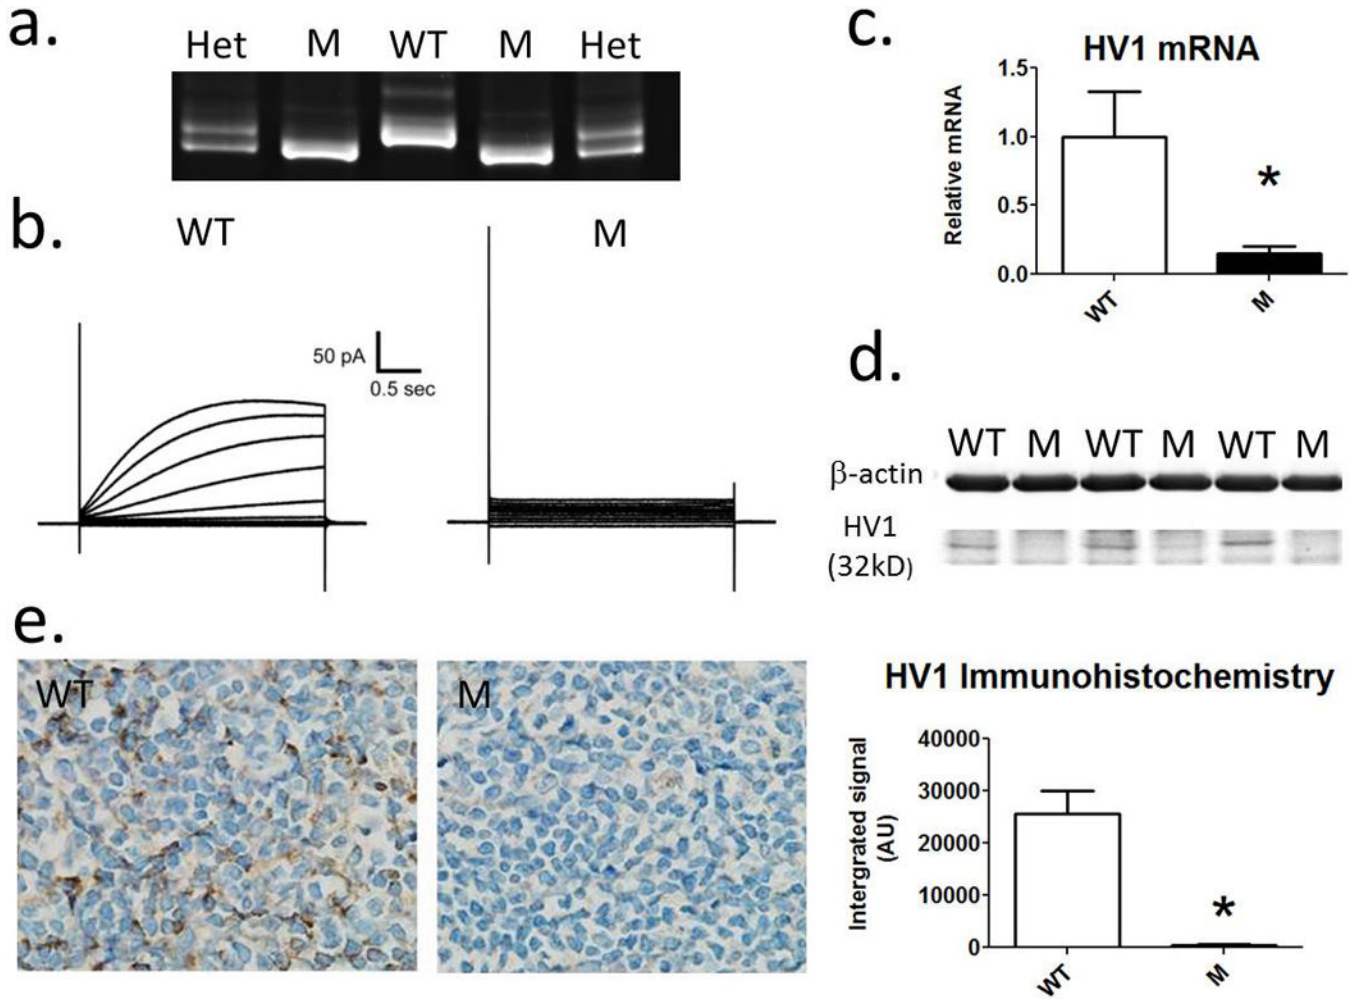 a.
Het M WT M Het
b.
WT M
50 pA
0.5 sec
c.
HV1 mRNA
Relative mRNA
1.5
1.0
0.5
0.0
WT M
*
d.
WT M WT M WT M
β-actin
HV1
(32kD)
e.
WT M
HV1 Immunohistochemistry
Intergrated signal
(AU)
40000
30000
20000
10000
0
WT M
*